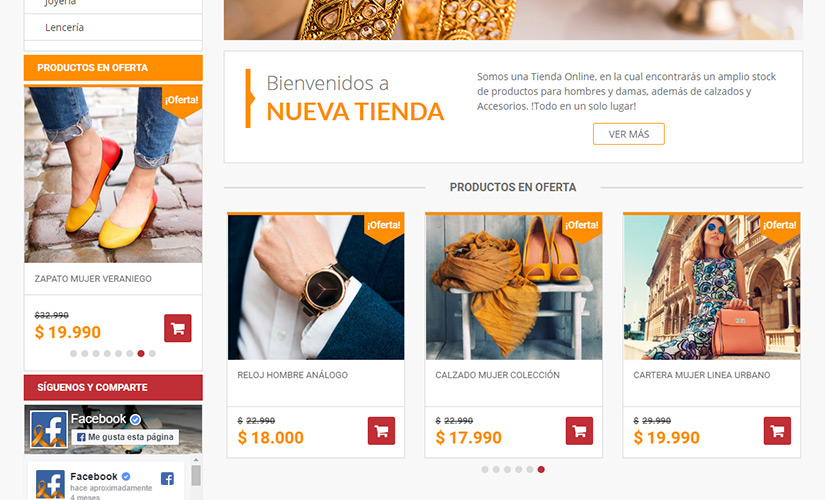 Joyería
Lencería
PRODUCTOS EN OFERTA
¡Oferta!
ZAPATO MUJER VERANIEGO
$32.990
$ 19.990
SÍGUENOS Y COMPARTE
Facebook
Me gusta esta página
Facebook
hace aproximadamente
4 meses
Bienvenidos a
NUEVA TIENDA
Somos una Tienda Online, en la cual encontrarás un amplio stock
de productos para hombres y damas, además de calzados y
Accesorios. !Todo en un solo lugar!
VER MÁS
PRODUCTOS EN OFERTA
¡Oferta!
RELOJ HOMBRE ANÁLOGO
$ 22.990
$ 18.000
¡Oferta!
CALZADO MUJER COLECCIÓN
$ 22.990
$ 17.990
¡Oferta!
CARTERA MUJER LINEA URBANO
$ 29.990
$ 19.990